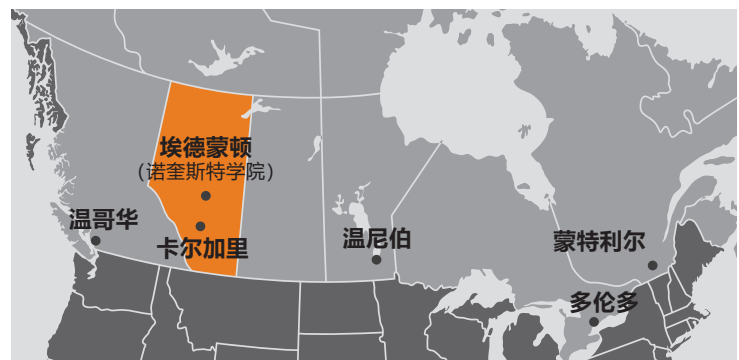 埃德蒙顿
（诺奎斯特学院）
温哥华
卡尔加里
温尼伯
蒙特利尔
多伦多